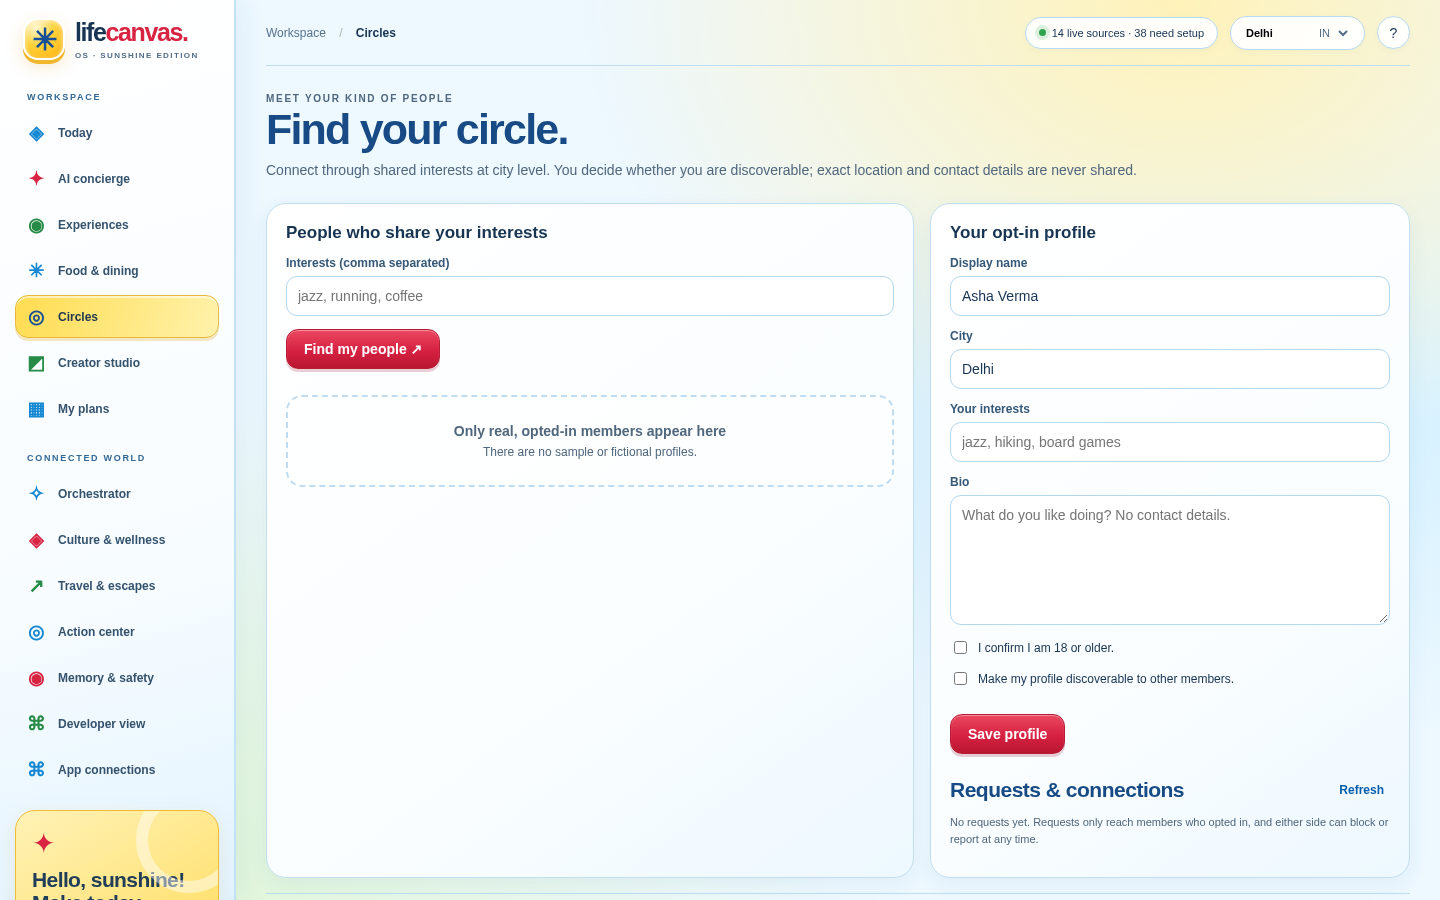 lifecanvas.
OS · SUNSHINE EDITION
WORKSPACE
Today
AI concierge
Experiences
Food & dining
Circles
Creator studio
My plans
CONNECTED WORLD
Orchestrator
Culture & wellness
Travel & escapes
Action center
Memory & safety
Developer view
App connections
Hello, sunshine!
Workspace / Circles
14 live sources · 38 need setup
Delhi IN
?
MEET YOUR KIND OF PEOPLE
Find your circle.
Connect through shared interests at city level. You decide whether you are discoverable; exact location and contact details are never shared.
People who share your interests
Interests (comma separated)
jazz, running, coffee
Find my people ↗
Only real, opted-in members appear here
There are no sample or fictional profiles.
Your opt-in profile
Display name
Asha Verma
City
Delhi
Your interests
jazz, hiking, board games
Bio
What do you like doing? No contact details.
I confirm I am 18 or older.
Make my profile discoverable to other members.
Save profile
Requests & connections
Refresh
No requests yet. Requests only reach members who opted in, and either side can block or
report at any time.